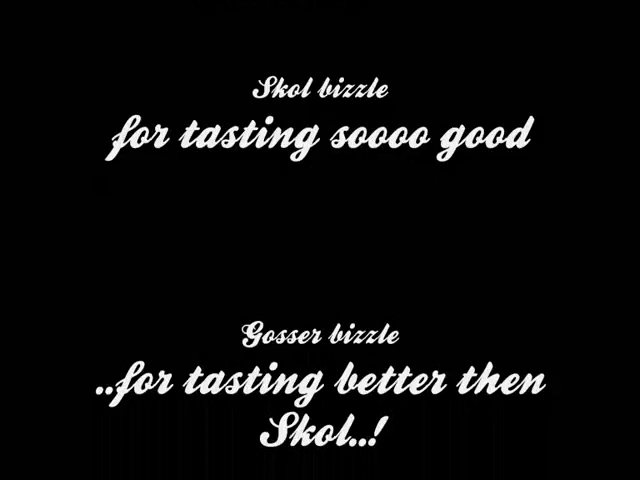 Skol bizzle
for tasting soooo good
Gosser bizzle
..for tasting better then
Skol..!